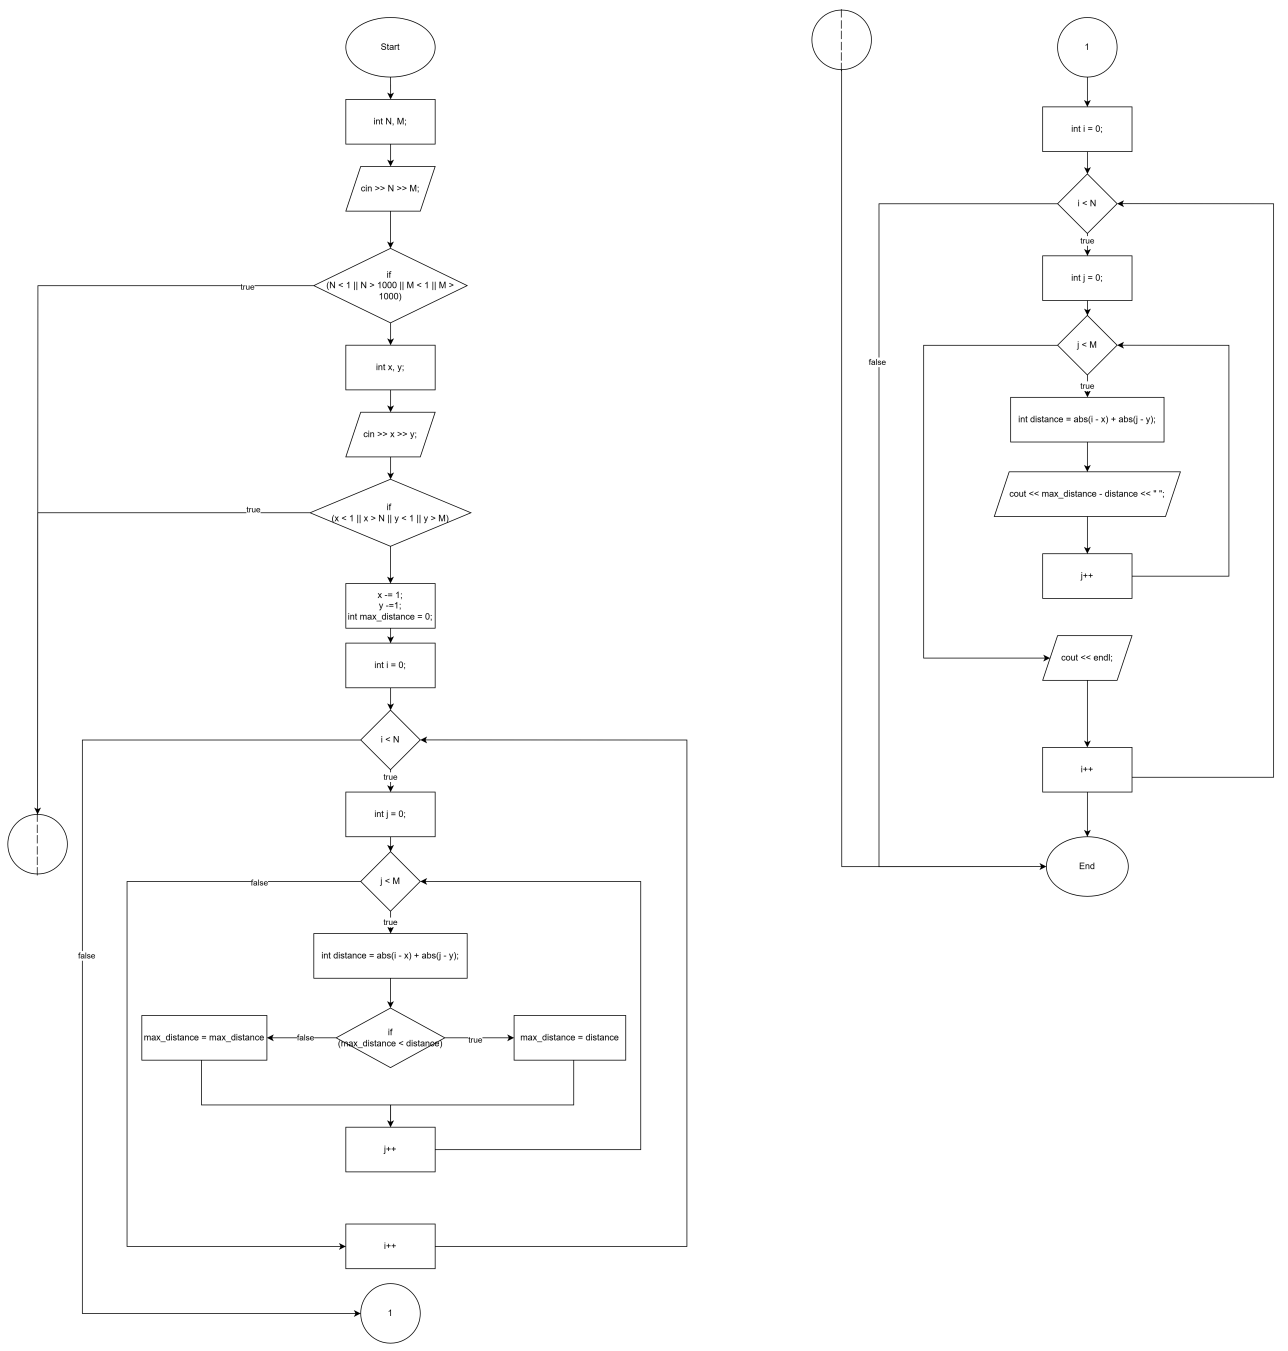 Start
int N, M;
cin >> N >> M;
if
(N < 1 || N > 1000 || M < 1 || M >
1000)
true
int x, y;
cin >> x >> y;
if
(x < 1 || x > N || y < 1 || y > M)
true
x -= 1;
y -=1;
int max_distance = 0;
int i = 0;
i < N
true
false
int j = 0;
j < M
false
true
int distance = abs(i - x) + abs(j - y);
if
(max_distance < distance)
false
true
max_distance = max_distance
max_distance = distance
j++
i++
1
1
int i = 0;
i < N
true
false
int j = 0;
j < M
true
int distance = abs(i - x) + abs(j - y);
cout << max_distance - distance << " ";
j++
cout << endl;
i++
End